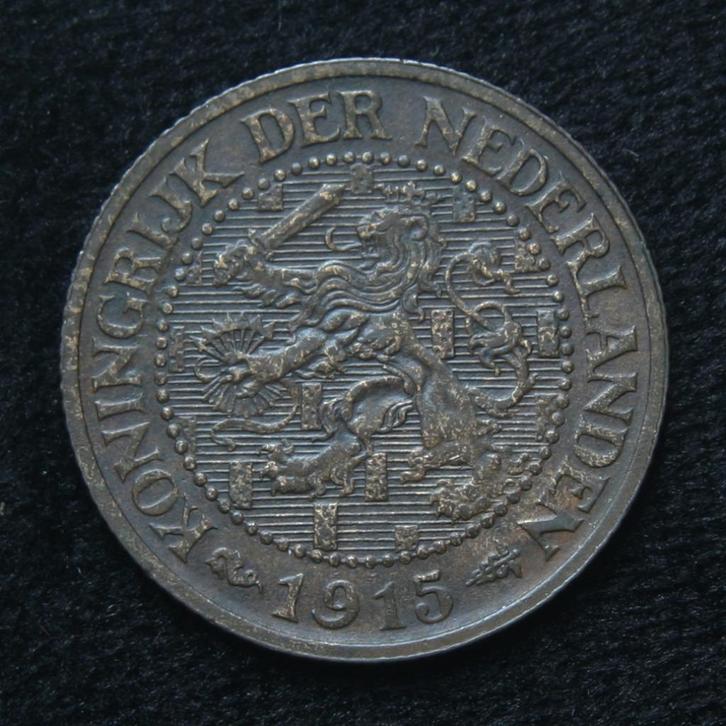 KONINGRIJK DER NEDERLANDEN
1915